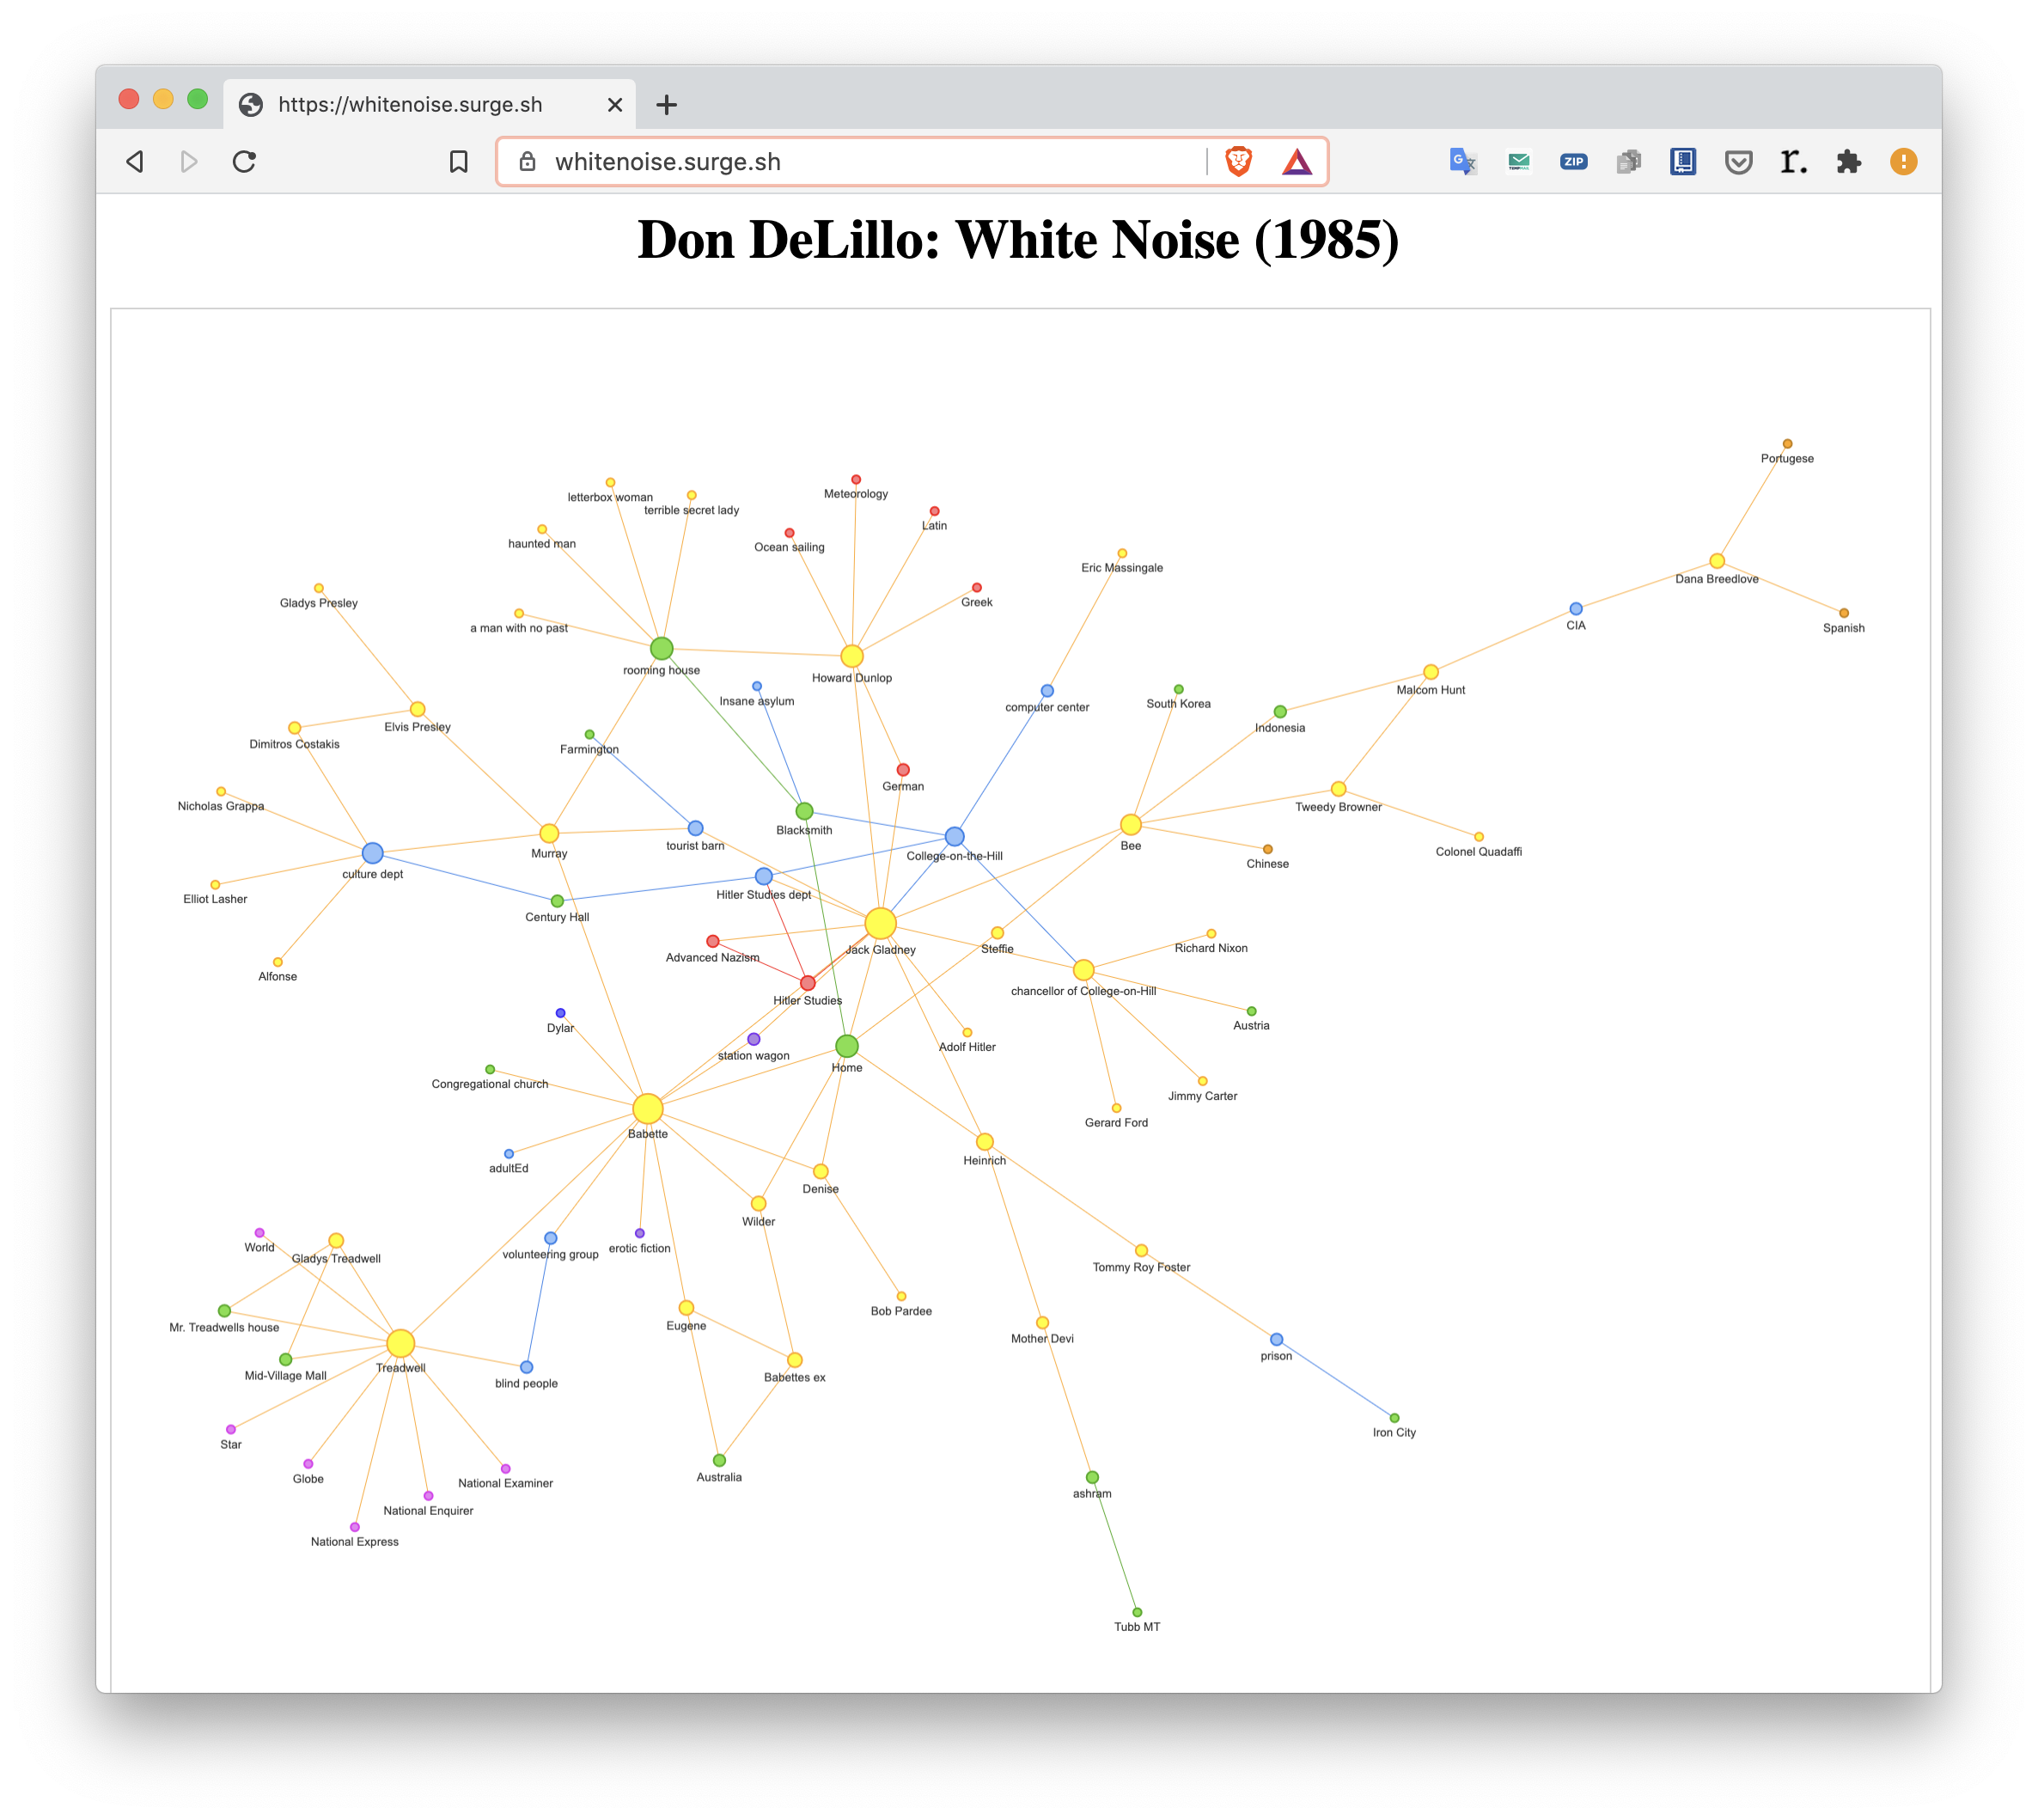 https://whitenoise.surge.sh
whitenoise.surge.sh
ZIP
r.
Don DeLillo: White Noise (1985)
Portugese
letterbox woman
Meteorology
terrible secret lady
Latin
haunted man
Ocean sailing
Eric Massingale
Dana Breedlove
Gladys Presley
Greek
a man with no past
CIA
Spanish
rooming house
Howard Dunlop
Malcom Hunt
Insane asylum
South Korea
computer center
Elvis Presley
Indonesia
Dimitros Costakis
Farmington
German
Nicholas Grappa
Tweedy Browner
Blacksmith
tourist barn
Bee
Murray
College-on-the-Hill
Colonel Quadaffi
Chinese
culture dept
Hitler Studies dept
Elliot Lasher
Century Hall
Jack Gladney
Steffie
Richard Nixon
Advanced Nazism
Alfonse
chancellor of College-on-Hill
Hitler Studies
Austria
Dylar
Adolf Hitler
station wagon
Home
Congregational church
Jimmy Carter
Gerard Ford
Babette
Heinrich
adultEd
Denise
Wilder
World
erotic fiction
volunteering group
Gladys Treadwell
Tommy Roy Foster
Bob Pardee
Eugene
Mr. Treadwells house
Mother Devi
prison
Treadwell
Mid-Village Mall
Babettes ex
blind people
Iron City
Star
Australia
Globe
National Examiner
ashram
National Enquirer
National Express
Tubb MT